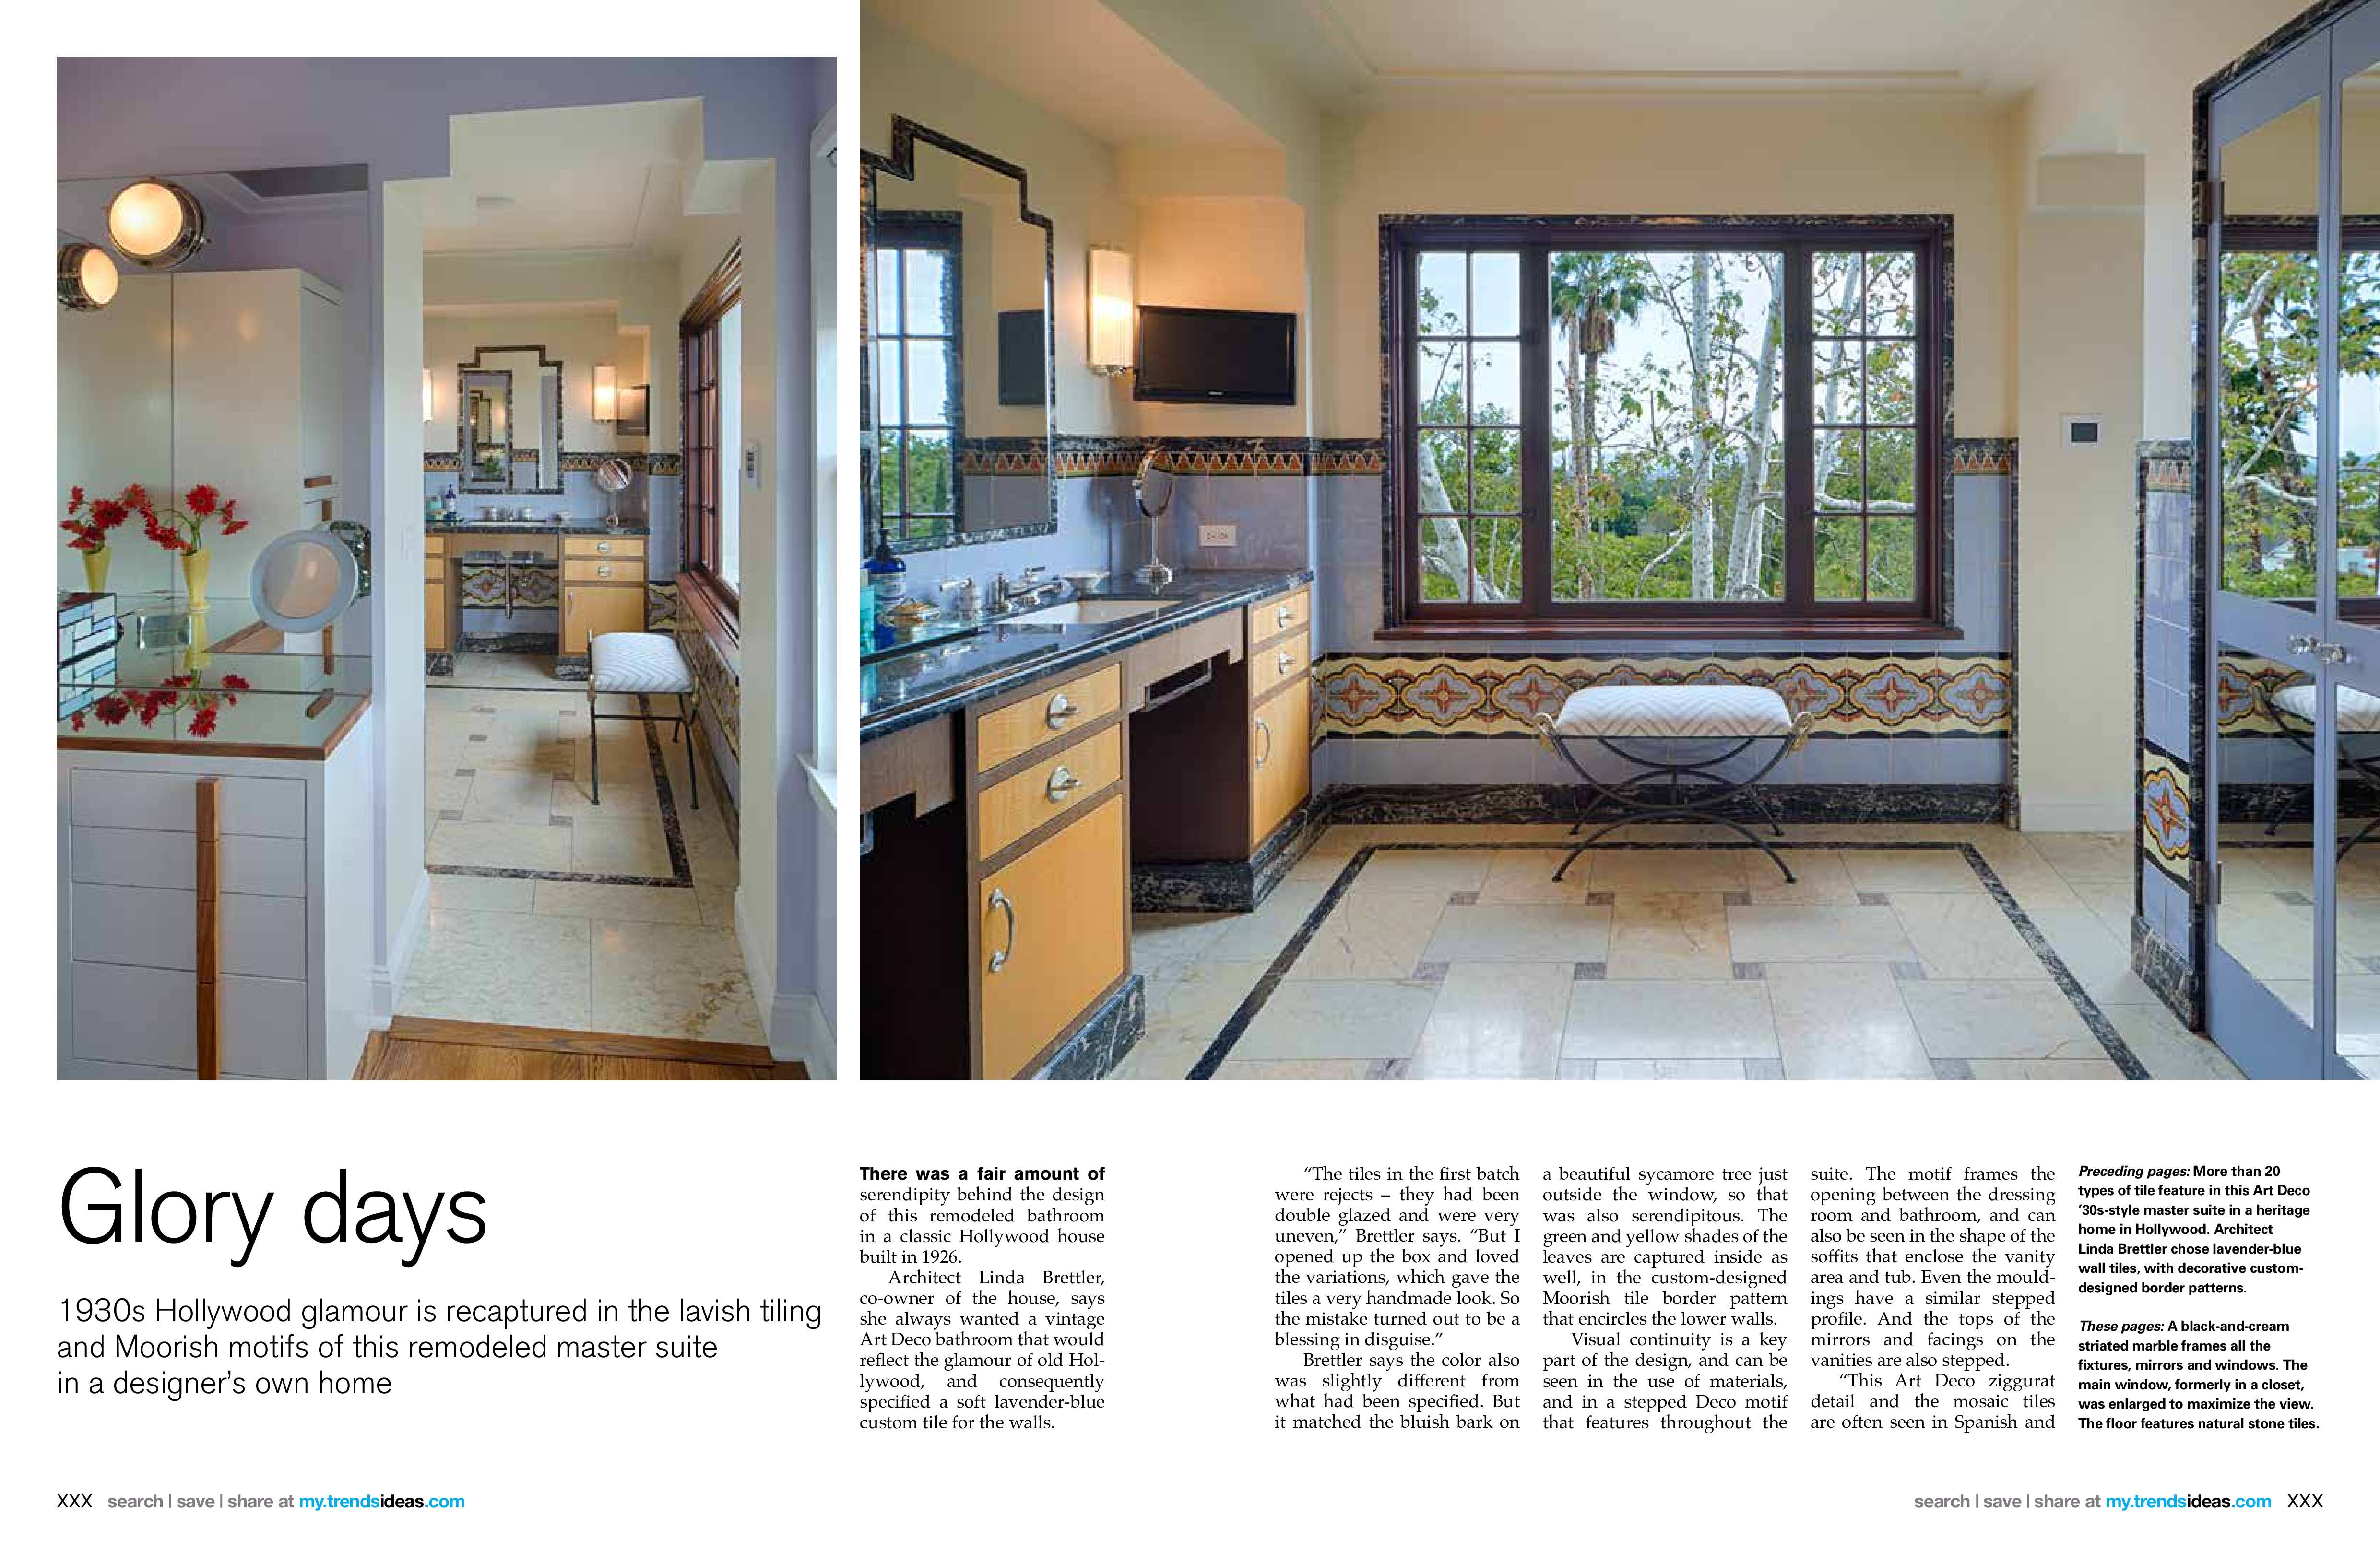 Glory days
1930s Hollywood glamour is recaptured in the lavish tiling
and Moorish motifs of this remodeled master suite
in a designer's own home
There was a fair amount of
serendipity behind the design
of this remodeled bathroom
in a classic Hollywood house
built in 1926.
Architect Linda Brettler,
co-owner of the house, says
she always wanted a vintage
Art Deco bathroom that would
reflect the glamour of old Hol-
lywood, and consequently
specified a soft lavender-blue
custom tile for the walls.
“The tiles in the first batch
were rejects – they had been
double glazed and were very
uneven,” Brettler says. “But I
opened up the box and loved
the variations, which gave the
tiles a very handmade look. So
the mistake turned out to be a
blessing in disguise.”
Brettler says the color also
was slightly different from
what had been specified. But
it matched the bluish bark on
a beautiful sycamore tree just
outside the window, so that
was also serendipitous. The
green and yellow shades of the
leaves are captured inside as
well, in the custom-designed
Moorish tile border pattern
that encircles the lower walls.
Visual continuity is a key
part of the design, and can be
seen in the use of materials,
and in a stepped Deco motif
that features throughout the
suite. The motif frames the
opening between the dressing
room and bathroom, and can
also be seen in the shape of the
soffits that enclose the vanity
area and tub. Even the mould-
ings have a similar stepped
profile. And the tops of the
mirrors and facings on the
vanities are also stepped.
“This Art Deco ziggurat
detail and the mosaic tiles
are often seen in Spanish and
Preceding pages: More than 20
types of tile feature in this Art Deco
’30s-style master suite in a heritage
home in Hollywood. Architect
Linda Brettler chose lavender-blue
wall tiles, with decorative custom-
designed border patterns.
These pages: A black-and-cream
striated marble frames all the
fixtures, mirrors and windows. The
main window, formerly in a closet,
was enlarged to maximize the view.
The floor features natural stone tiles.
XXX search | save | share at my.trendsideas.com
search | save | share at my.trendsideas.com XXX